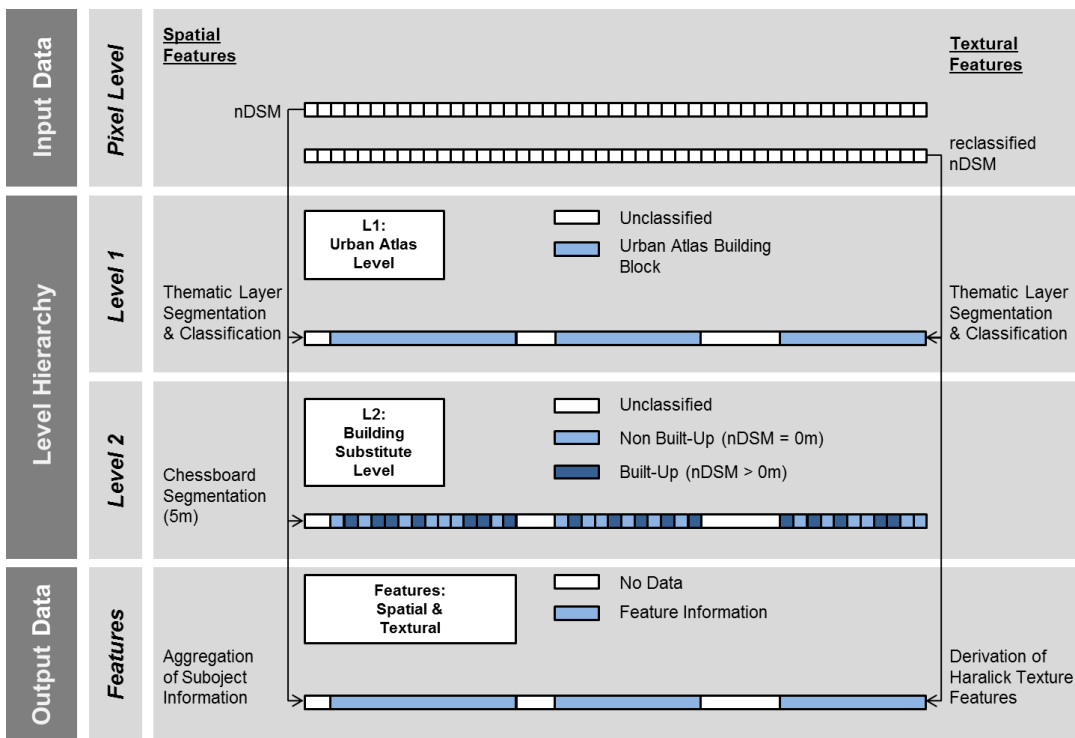 Input Data
Pixel Level
Spatial
Features
Textural
Features
nDSM
reclassified
nDSM
Level Hierarchy
Level 1
L1:
Urban Atlas
Level
Unclassified
Urban Atlas Building
Block
Thematic Layer
Segmentation
& Classification
Thematic Layer
Segmentation
& Classification
Level 2
L2:
Building
Substitute
Level
Unclassified
Non Built-Up (nDSM = 0m)
Built-Up (nDSM > 0m)
Chessboard
Segmentation
(5m)
Output Data
Features
Features:
Spatial &
Textural
No Data
Feature Information
Aggregation
of Suboject
Information
Derivation of
Haralick Texture
Features